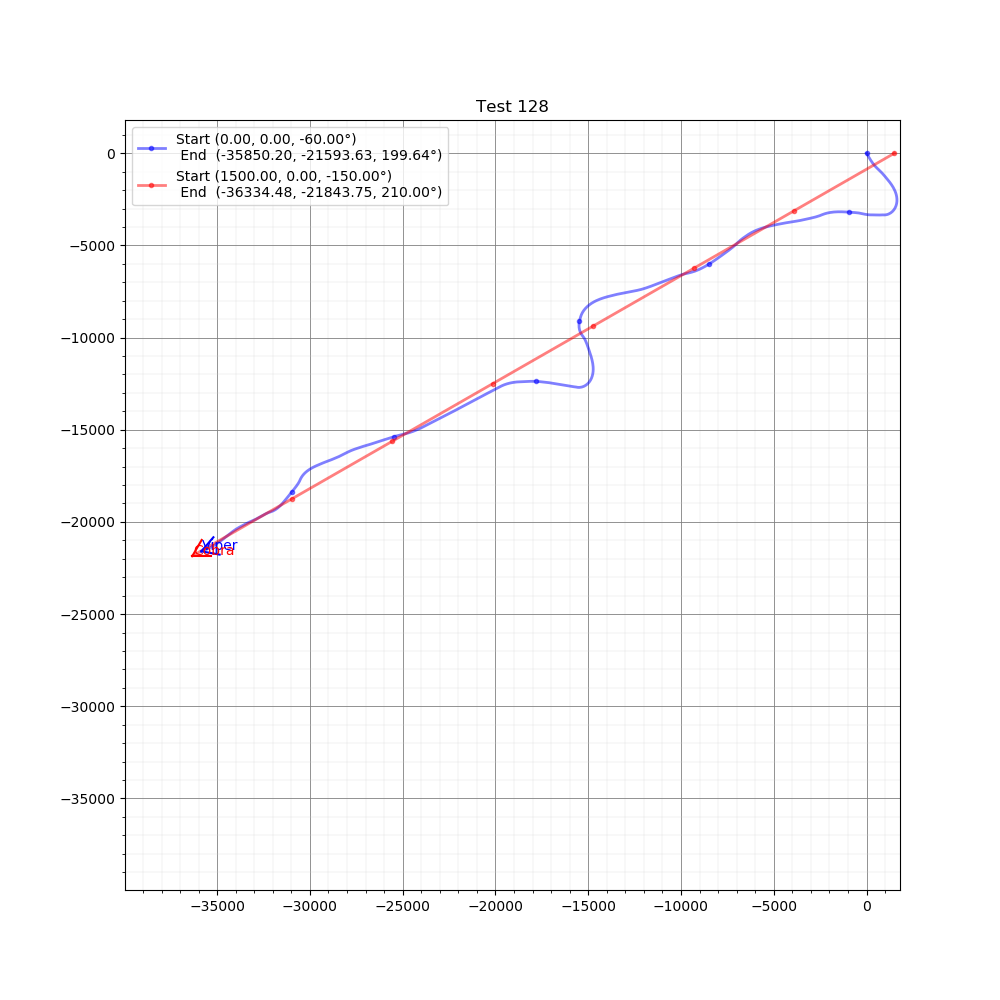 Test 128
Start (0.00, 0.00, -60.00°)
End (-35850.20, -21593.63, 199.64°)
Start (1500.00, 0.00, -150.00°)
End (-36334.48, -21843.75, 210.00°)
0
−5000
−10000
−15000
−20000
−25000
−30000
−35000
Viper
−35000 −30000 −25000 −20000 −15000 −10000 −5000 0